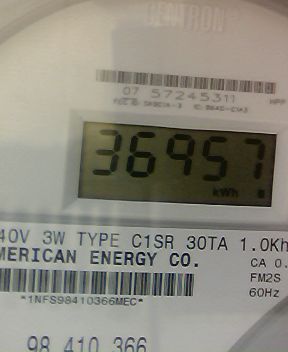 CENTRON
07 57245311
36957
kWh
40V 3W TYPE C1SR 30TA 1.0Kh
MERICAN ENERGY CO.
CA 0.
FM2S
60Hz
*1NFS98410366MEC*
98 410 366